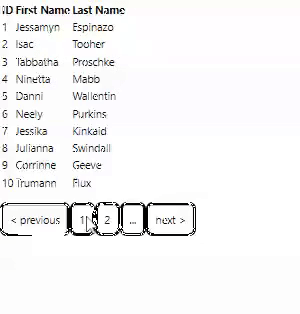 ID First Name Last Name
1 Jessamyn Espinazo
2 Isac Tooher
3 Tabbatha Proschke
4 Ninetta Mabb
5 Danni Wallentin
6 Neely Purkins
7 Jessika Kinkaid
8 Julianna Swindall
9 Corrinne Geeve
10 Trumann Flux
< previous 1 2 ... next >